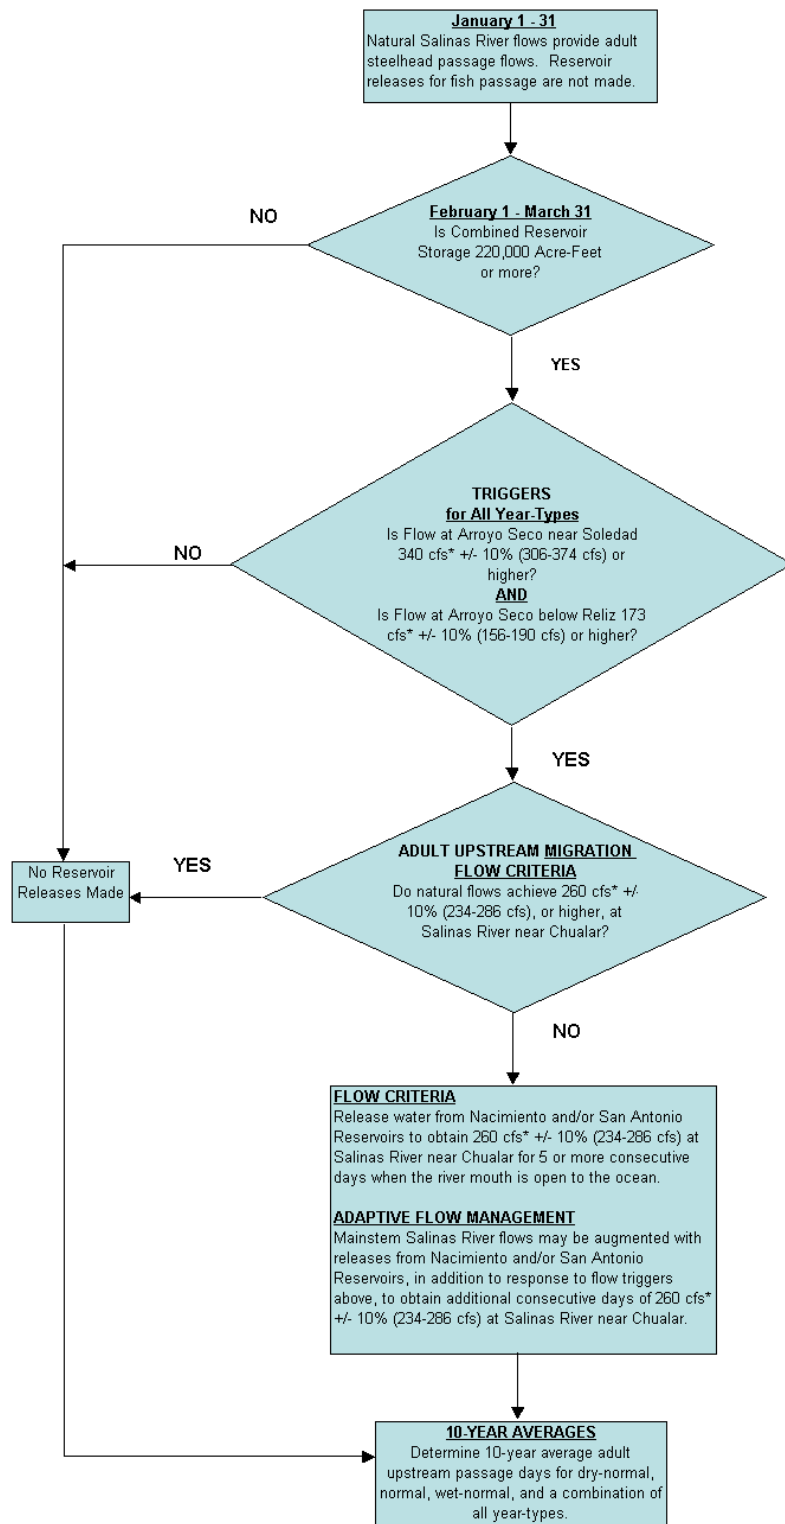 January 1 - 31
Natural Salinas River flows provide adult
steelhead passage flows. Reservoir
releases for fish passage are not made.
NO
February 1 - March 31
Is Combined Reservoir
Storage 220,000 Acre-Feet
or more?
YES
TRIGGERS
for All Year-Types
Is Flow at Arroyo Seco near Soledad
340 cfs* +/- 10% (306-374 cfs) or
higher?
AND
Is Flow at Arroyo Seco below Reliz 173
cfs* +/- 10% (156-190 cfs) or higher?
NO
YES
ADULT UPSTREAM MIGRATION
FLOW CRITERIA
Do natural flows achieve 260 cfs* +/-
10% (234-286 cfs), or higher, at
Salinas River near Chualar?
YES
No Reservoir
Releases Made
NO
FLOW CRITERIA
Release water from Nacimiento and/or San Antonio
Reservoirs to obtain 260 cfs* +/- 10% (234-286 cfs) at
Salinas River near Chualar for 5 or more consecutive
days when the river mouth is open to the ocean.
ADAPTIVE FLOW MANAGEMENT
Mainstem Salinas River flows may be augmented with
releases from Nacimiento and/or San Antonio
Reservoirs, in addition to response to flow triggers
above, to obtain additional consecutive days of 260 cfs*
+/- 10% (234-286 cfs) at Salinas River near Chualar.
10-YEAR AVERAGES
Determine 10-year average adult
upstream passage days for dry-normal,
normal, wet-normal, and a combination of
all year-types.